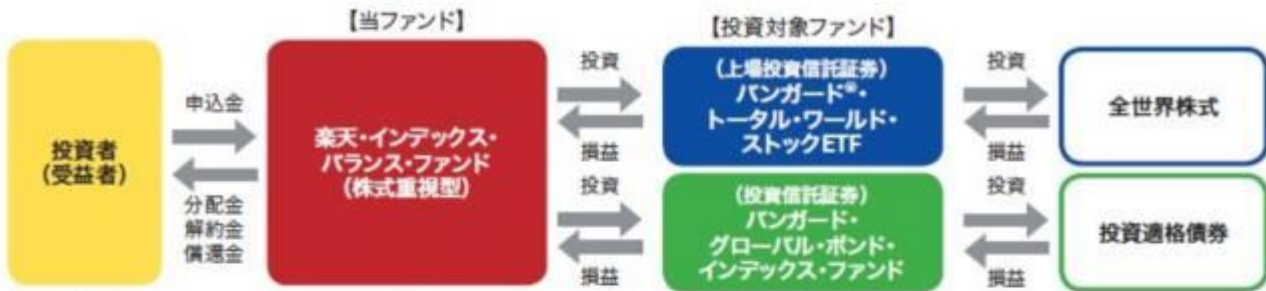 【当ファンド】
【投資対象ファンド】
投資者
(受益者)
申込金
分配金
解約金
償還金
楽天・インデックス・
バランス・ファンド
(株式重視型)
投資
損益
投資
損益
(上場投資信託証券)
バンガード®・
トータル・ワールド・
ストックETF
(投資信託証券)
バンガード・
グローバル・ボンド・
インデックス・ファンド
投資
損益
投資
損益
全世界株式
投資適格債券